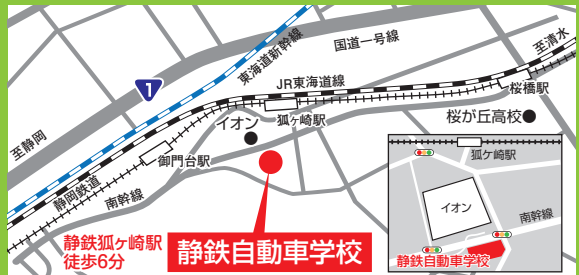 東海道新幹線
国道一号線
至清水
1
JR東海道線
桜橋駅
イオン
狐ヶ崎駅
桜が丘高校
至静岡
御門台駅
静岡鉄道
南幹線
静鉄狐ヶ崎駅
徒歩6分
静鉄自動車学校
狐ヶ崎駅
イオン
南幹線
静鉄自動車学校